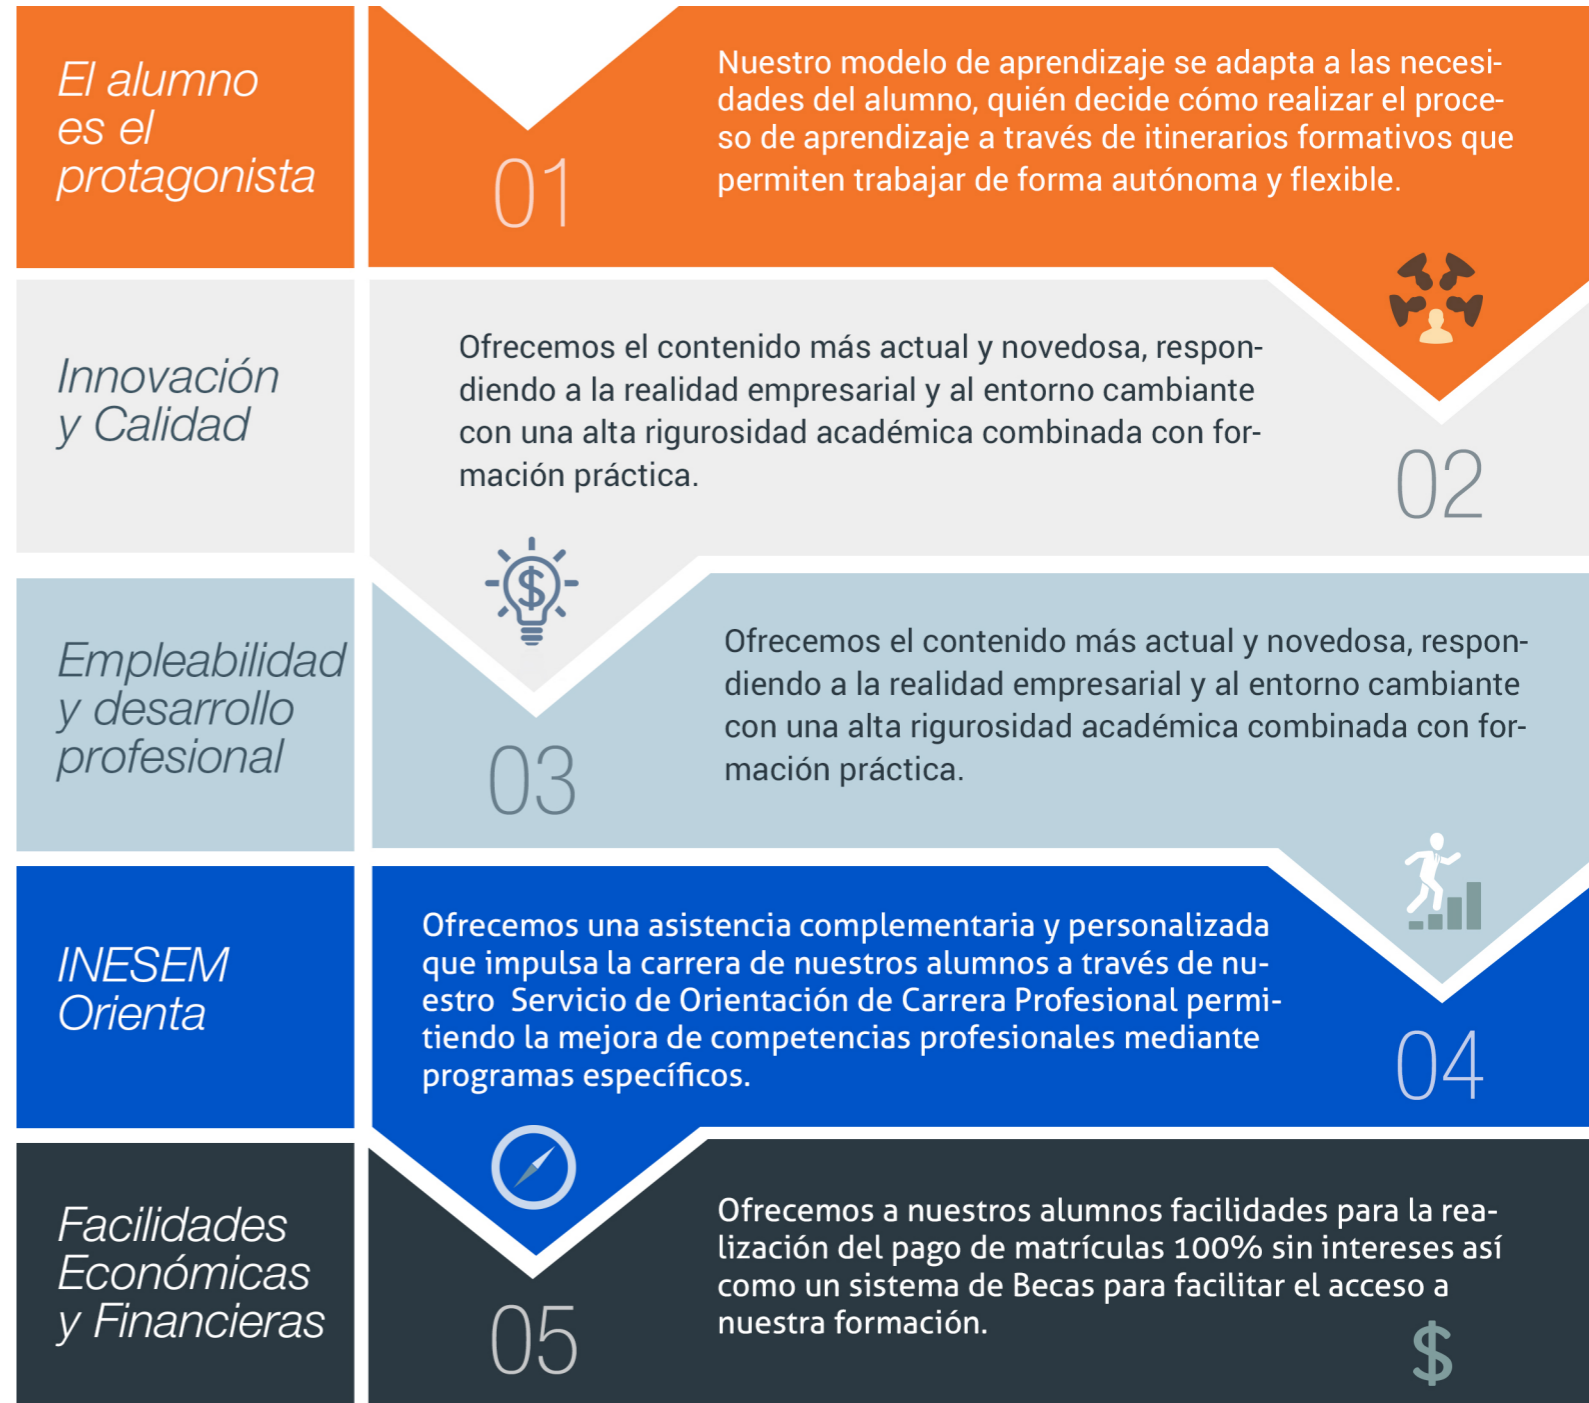 El alumno
es el
protagonista
01
Nuestro modelo de aprendizaje se adapta a las necesi-
dades del alumno, quién decide cómo realizar el proce-
so de aprendizaje a través de itinerarios formativos que
permiten trabajar de forma autónoma y flexible.
Innovación
y Calidad
Ofrecemos el contenido más actual y novedosa, respon-
diendo a la realidad empresarial y al entorno cambiante
con una alta rigurosidad académica combinada con for-
mación práctica.
02
$
Empleabilidad
y desarrollo
profesional
03
Ofrecemos el contenido más actual y novedosa, respon-
diendo a la realidad empresarial y al entorno cambiante
con una alta rigurosidad académica combinada con for-
mación práctica.
INESEM
Orienta
Ofrecemos una asistencia complementaria y personalizada
que impulsa la carrera de nuestros alumnos a través de nu-
estro  Servicio de Orientación de Carrera Profesional permi-
tiendo la mejora de competencias profesionales mediante
programas específicos.
04
Facilidades
Económicas
y Financieras
05
Ofrecemos a nuestros alumnos facilidades para la rea-
lización del pago de matrículas 100% sin intereses así
como un sistema de Becas para facilitar el acceso a
nuestra formación.
$